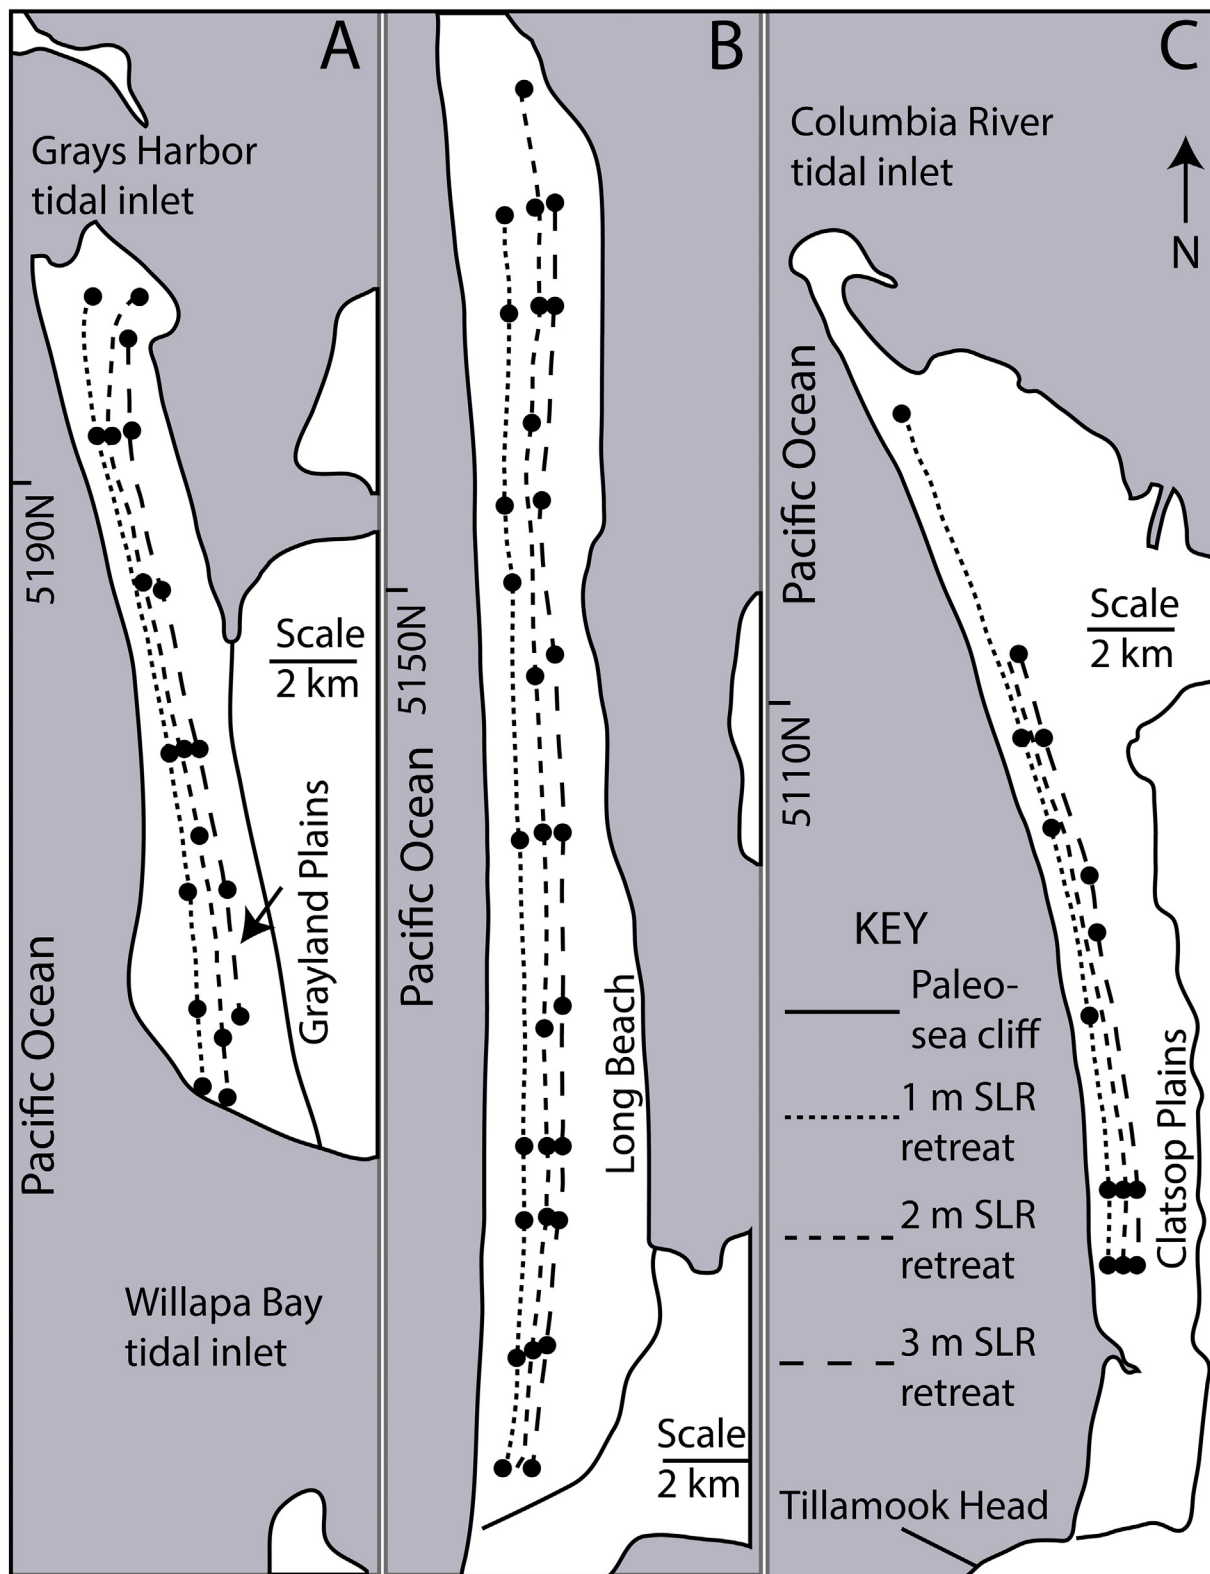 A
Grays Harbor
tidal inlet
5190N
Scale
2 km
Grayland Plains
Pacific Ocean
Willapa Bay
tidal inlet
B
5150N
Pacific Ocean
Long Beach
Scale
2 km
C
Columbia River
tidal inlet
N
Pacific Ocean
Scale
2 km
5110N
KEY
Paleo-
sea cliff
1 m SLR
retreat
2 m SLR
retreat
3 m SLR
retreat
Clatsop Plains
Tillamook Head